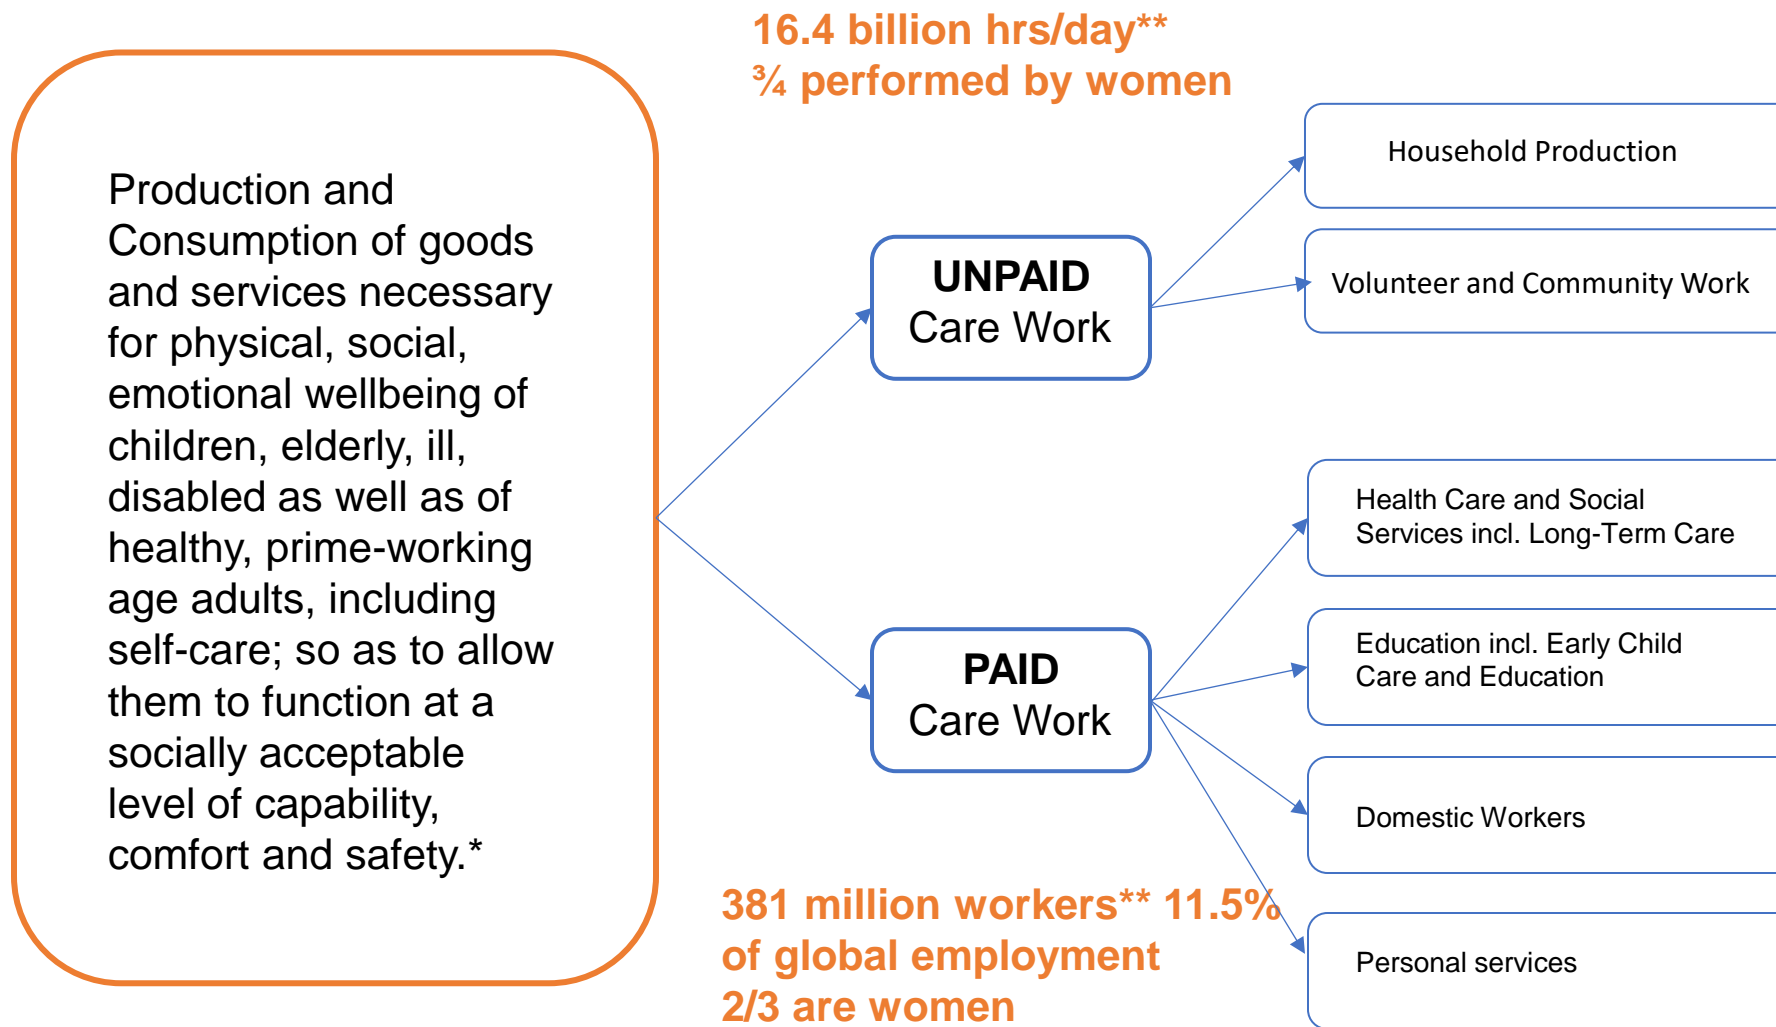 16.4 billion hrs/day**
¾ performed by women
Production and
Consumption of goods
and services necessary
for physical, social,
emotional wellbeing of
children, elderly, ill,
disabled as well as of
healthy, prime-working
age adults, including
self-care; so as to allow
them to function at a
socially acceptable
level of capability,
comfort and safety.*
UNPAID
Care Work
Household Production
Volunteer and Community Work
PAID
Care Work
Health Care and Social
Services incl. Long-Term Care
Education incl. Early Child
Care and Education
Domestic Workers
Personal services
381 million workers** 11.5%
of global employment
2/3 are women